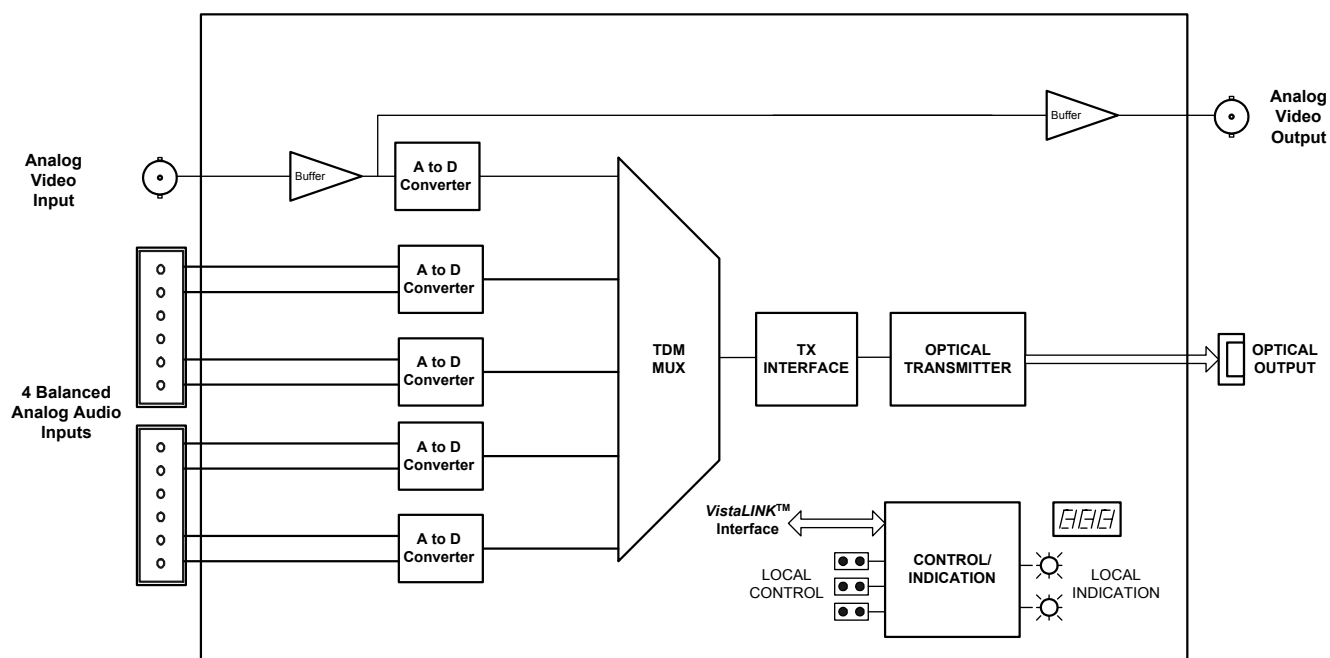 Analog
Video
Output
Buffer
Analog
Video
Input
Buffer
A to D
Converter
A to D
Converter
A to D
Converter
4 Balanced
Analog Audio
Inputs
A to D
Converter
A to D
Converter
TDM
MUX
TX
INTERFACE
OPTICAL
TRANSMITTER
OPTICAL
OUTPUT
VistaLINK™
Interface
LOCAL
CONTROL
CONTROL/
INDICATION
LOCAL
INDICATION